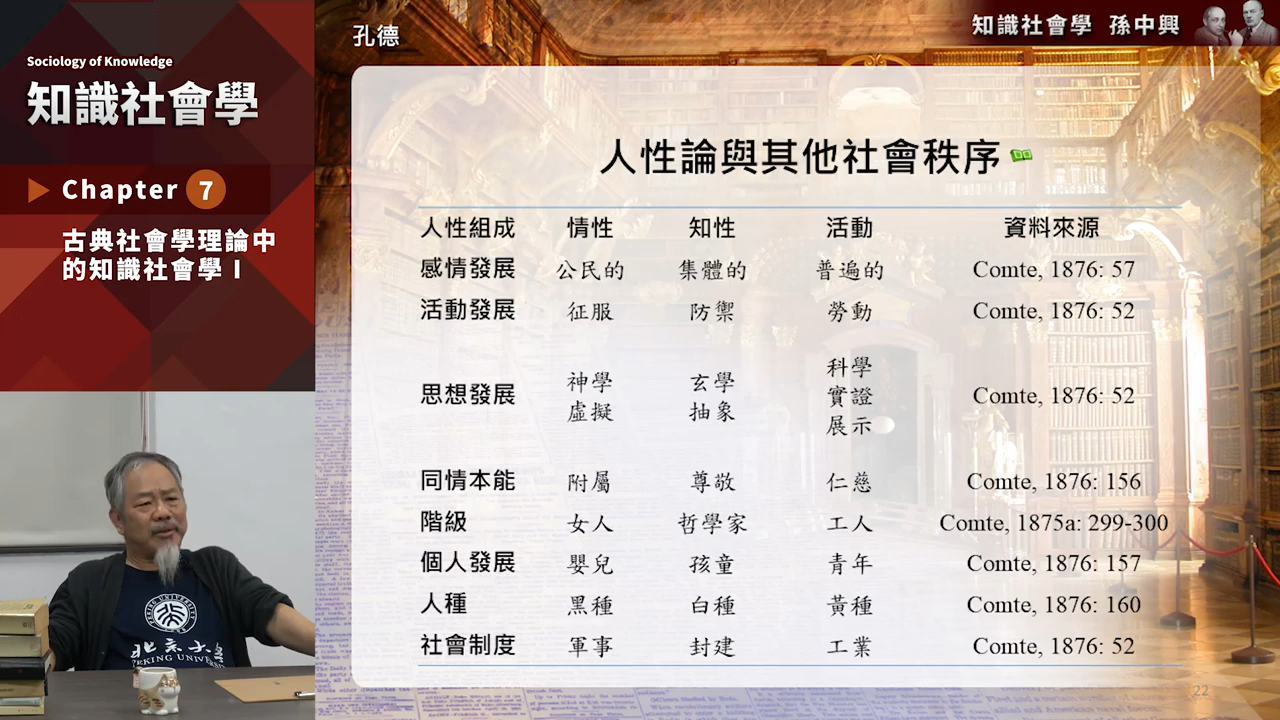 Sociology of Knowledge
知識社會學
Chapter 7
古典社會學理論中
的知識社會學 I
孔德
知識社會學 孫中興
人性論與其他社會秩序
人性組成 情性 知性 活動 資料來源
感情發展 公民的 集體的 普遍的 Comte, 1876: 57
活動發展 征服 防禦 勞動 Comte, 1876: 52
思想發展 神學 虛擬 玄學 抽象 科學 實證 展示 Comte, 1876: 52
同情本能 附屬 尊敬 仁慈 Comte, 1876: 156
階級 女人 哲學家 工人 Comte, 1875a: 299-300
個人發展 嬰兒 孩童 青年 Comte, 1876: 157
人種 黑種 白種 黃種 Comte, 1876: 160
社會制度 軍事 封建 工業 Comte, 1876: 52
22
北京大學
PEKING UNIVER